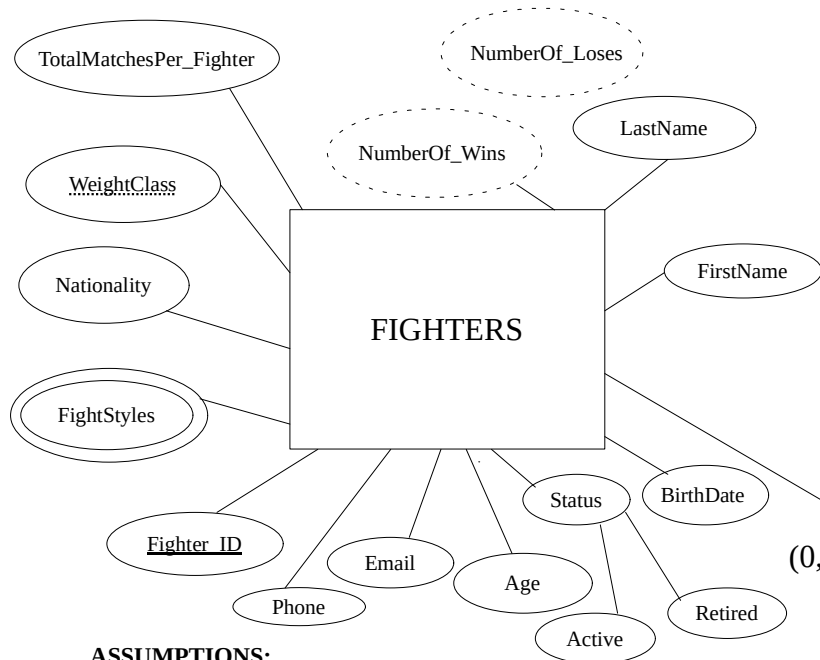 NumberOf_Loses
TotalMatchesPer_Fighter
LastName
NumberOf_Wins
WeightClass
FirstName
Nationality
FIGHTERS
FightStyles
Status
BirthDate
Fighter_ID
Email
(0,
Age
Phone
Retired
Active
ASSUMPTIONS: